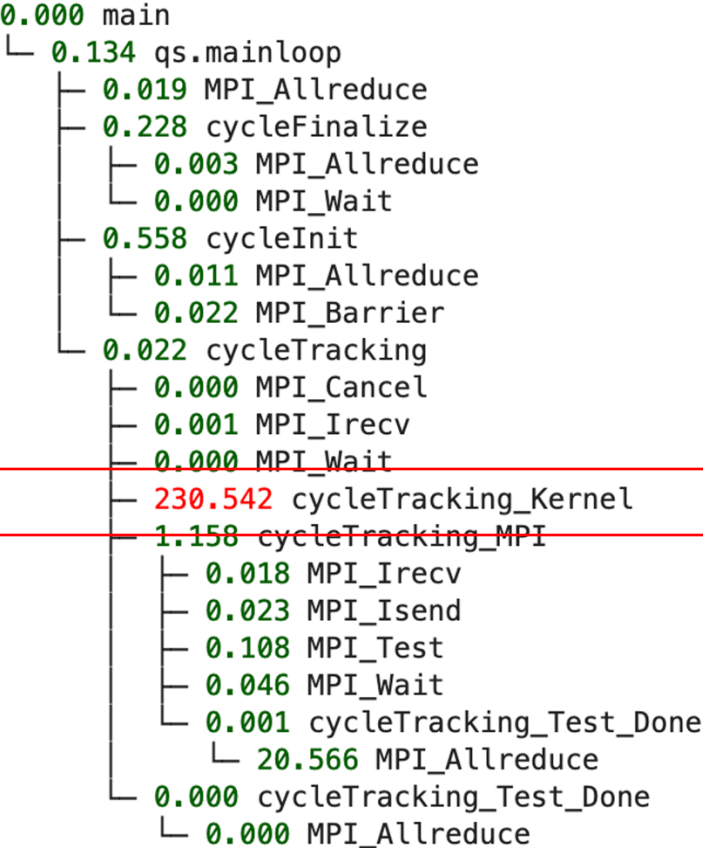 0.000 main
└─ 0.134 qs.mainloop
   ├─ 0.019 MPI_Allreduce
   ├─ 0.228 cycleFinalize
   │  ├─ 0.003 MPI_Allreduce
   │  └─ 0.000 MPI_Wait
   ├─ 0.558 cycleInit
   │  ├─ 0.011 MPI_Allreduce
   │  └─ 0.022 MPI_Barrier
   └─ 0.022 cycleTracking
      ├─ 0.000 MPI_Cancel
      ├─ 0.001 MPI_Irecv
      ├─ 0.000 MPI_Wait
      ├─ 230.542 cycleTracking_Kernel
      ├─ 1.158 cycleTracking_MPI
      │  ├─ 0.018 MPI_Irecv
      │  ├─ 0.023 MPI_Isend
      │  ├─ 0.108 MPI_Test
      │  ├─ 0.046 MPI_Wait
      │  └─ 0.001 cycleTracking_Test_Done
      │     └─ 20.566 MPI_Allreduce
      └─ 0.000 cycleTracking_Test_Done
         └─ 0.000 MPI_Allreduce